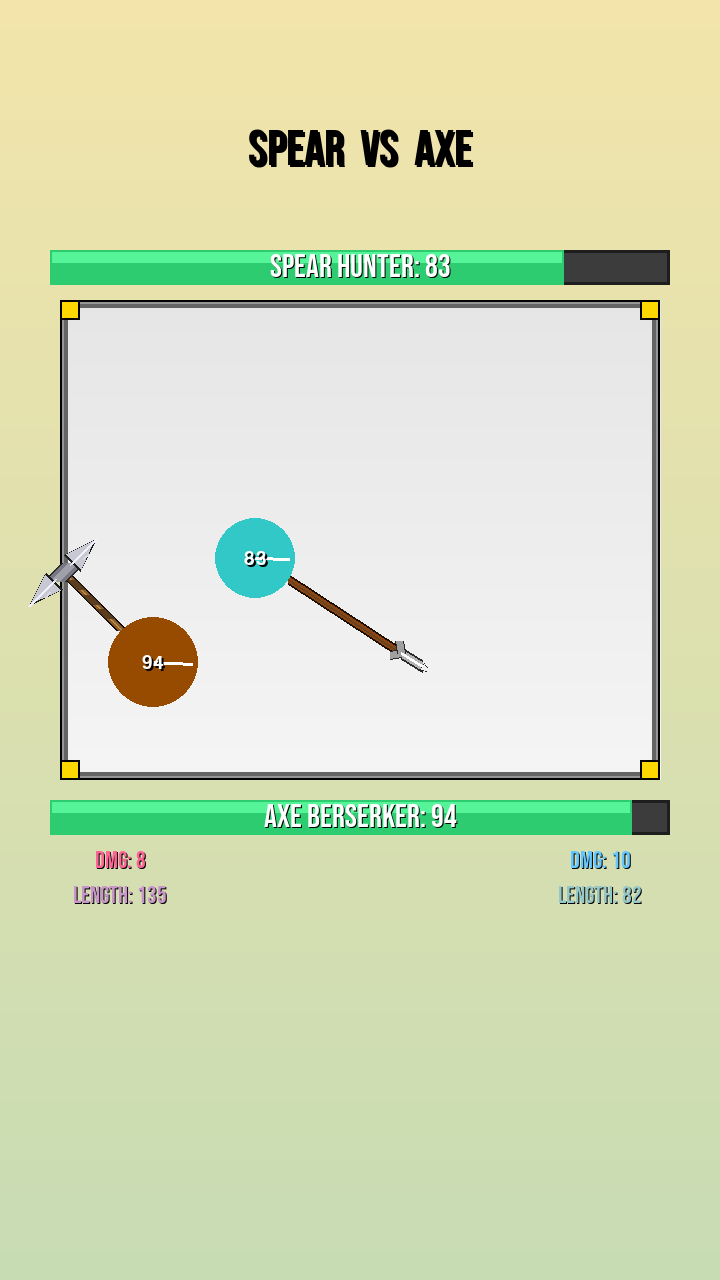 SPEAR VS AXE
SPEAR HUNTER: 83
83
94
AXE BERSERKER: 94
DMG: 8
DMG: 10
LENGTH: 135
LENGTH: 82